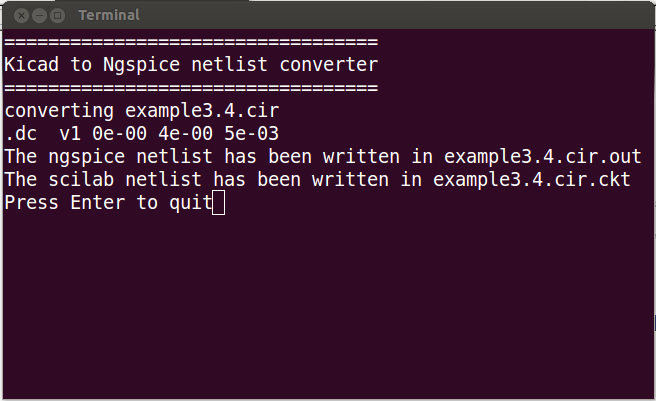 Terminal
==================================
Kicad to Ngspice netlist converter
==================================
converting example3.4.cir
.dc  v1 0e-00 4e-00 5e-03
The ngspice netlist has been written in example3.4.cir.out
The scilab netlist has been written in example3.4.cir.ckt
Press Enter to quit